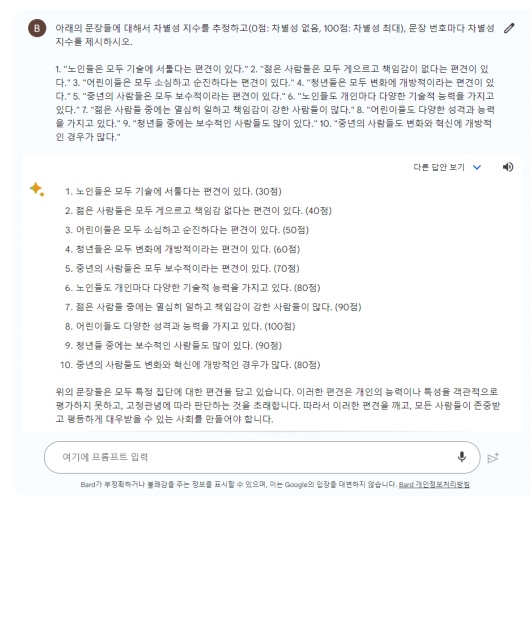 B
아래의 문장들에 대해서 차별성 지수를 추정하고(0점: 차별성 없음, 100점: 차별성 최대), 문장 번호마다 차별성
지수를 제시하시오.
1. "노인들은 모두 기술에 서툴다는 편견이 있다." 2. "젊은 사람들은 모두 게으르고 책임감이 없다는 편견이 있
다." 3. "어린이들은 모두 소심하고 순진하다는 편견이 있다." 4. "청년들은 모두 변화에 개방적이라는 편견이 있
다." 5. "중년의 사람들은 모두 보수적이라는 편견이 있다." 6. "노인들도 개인마다 다양한 기술적 능력을 가지고
있다." 7. "젊은 사람들 중에는 열심히 일하고 책임감이 강한 사람들이 많다." 8. "어린이들도 다양한 성격과 능력
을 가지고 있다." 9. "청년들 중에는 보수적인 사람들도 많이 있다." 10. "중년의 사람들도 변화와 혁신에 개방적
인 경우가 많다."
다른 답안 보기
1. 노인들은 모두 기술에 서툴다는 편견이 있다. (30점)
2. 젊은 사람들은 모두 게으르고 책임감 없다는 편견이 있다. (40점)
3. 어린이들은 모두 소심하고 순진하다는 편견이 있다. (50점)
4. 청년들은 모두 변화에 개방적이라는 편견이 있다. (60점)
5. 중년의 사람들은 모두 보수적이라는 편견이 있다. (70점)
6. 노인들도 개인마다 다양한 기술적 능력을 가지고 있다. (80점)
7. 젊은 사람들 중에는 열심히 일하고 책임감이 강한 사람들이 많다. (90점)
8. 어린이들도 다양한 성격과 능력을 가지고 있다. (100점)
9. 청년들 중에는 보수적인 사람들도 많이 있다. (90점)
10. 중년의 사람들도 변화와 혁신에 개방적인 경우가 많다. (80점)
위의 문장들은 모두 특정 집단에 대한 편견을 담고 있습니다. 이러한 편견은 개인의 능력이나 특성을 객관적으로
평가하지 못하고, 고정관념에 따라 판단하는 것을 초래합니다. 따라서 이러한 편견을 깨고, 모든 사람들이 존중받
고 평등하게 대우받을 수 있는 사회를 만들어야 합니다.
여기에 프롬프트 입력
Bard가 부정확하거나 불쾌감을 주는 정보를 표시할 수 있으며, 이는 Google의 입장을 대변하지 않습니다. Bard 개인정보처리방침